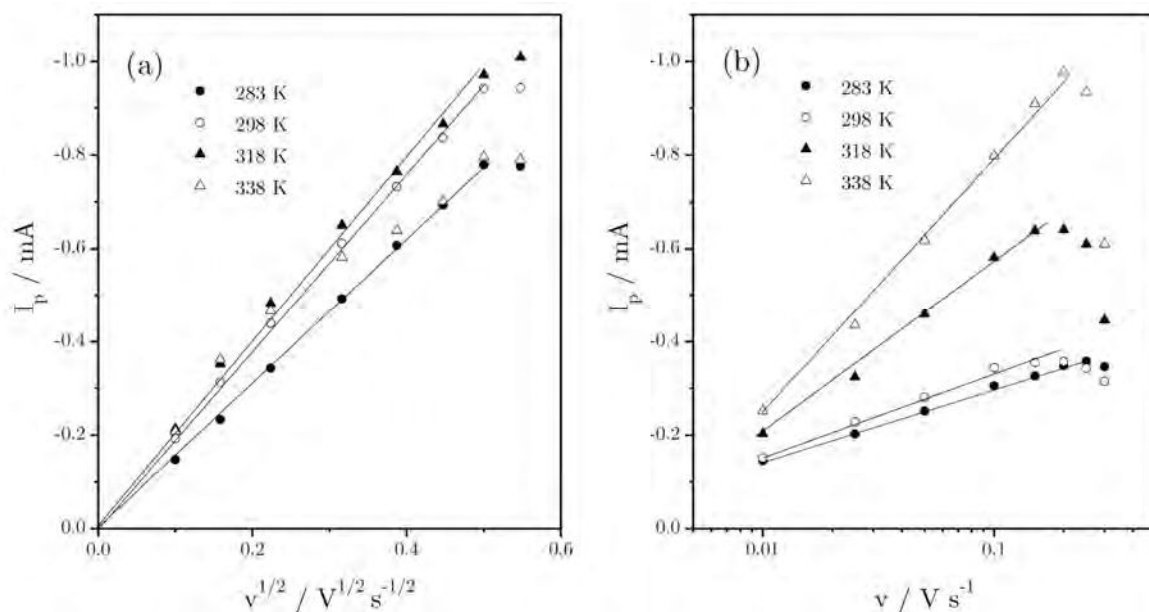 (a)
283 K
298 K
318 K
338 K
-1.0
-0.8
-0.6
-0.4
-0.2
0.0
I_p / mA
0.0
0.2
0.4
0.6
v^{1/2} / V^{1/2} s^{-1/2}
(b)
283 K
298 K
318 K
338 K
-1.0
-0.8
-0.6
-0.4
-0.2
0.0
I_p / mA
0.01
0.1
v / V s^{-1}